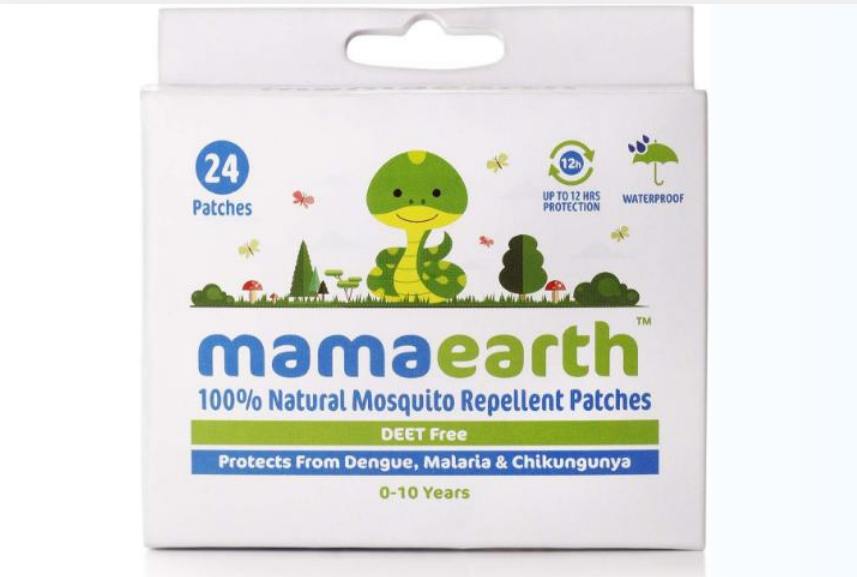 24
Patches
12h
UP TO 12 HRS
PROTECTION
WATERPROOF
mamaearth™
100% Natural Mosquito Repellent Patches
DEET Free
Protects From Dengue, Malaria & Chikungunya
0-10 Years